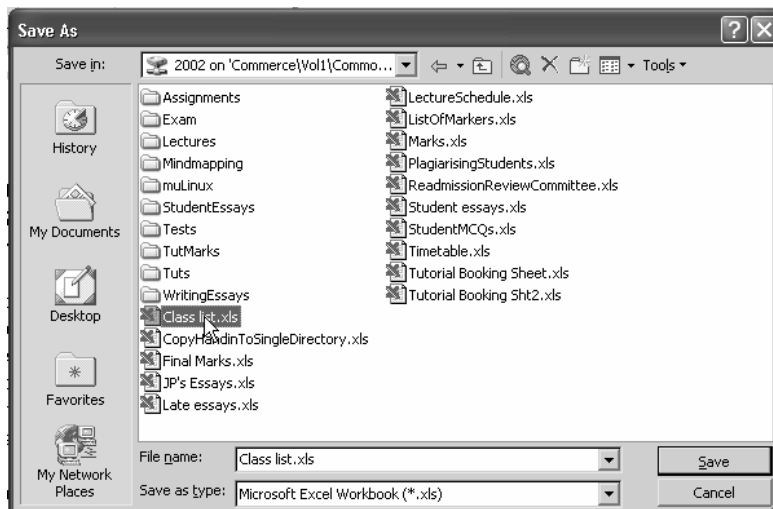 Save As
Save in:
2002 on 'Commerce\Vol1\Commo...
Tools
History
My Documents
Desktop
Favorites
My Network
Places
Assignments
Exam
Lectures
Mindmapping
muLinux
StudentEssays
Tests
TutMarks
Tuts
WritingEssays
Class list.xls
CopyHandinToSingleDirectory.xls
Final Marks.xls
JP's Essays.xls
Late essays.xls
LectureSchedule.xls
ListOfMarkers.xls
Marks.xls
PlagiarisingStudents.xls
ReadmissionReviewCommittee.xls
Student essays.xls
StudentMCQs.xls
Timetable.xls
Tutorial Booking Sheet.xls
Tutorial Booking Sht2.xls
File name:
Class list.xls
Save
Save as type:
Microsoft Excel Workbook (*.xls)
Cancel